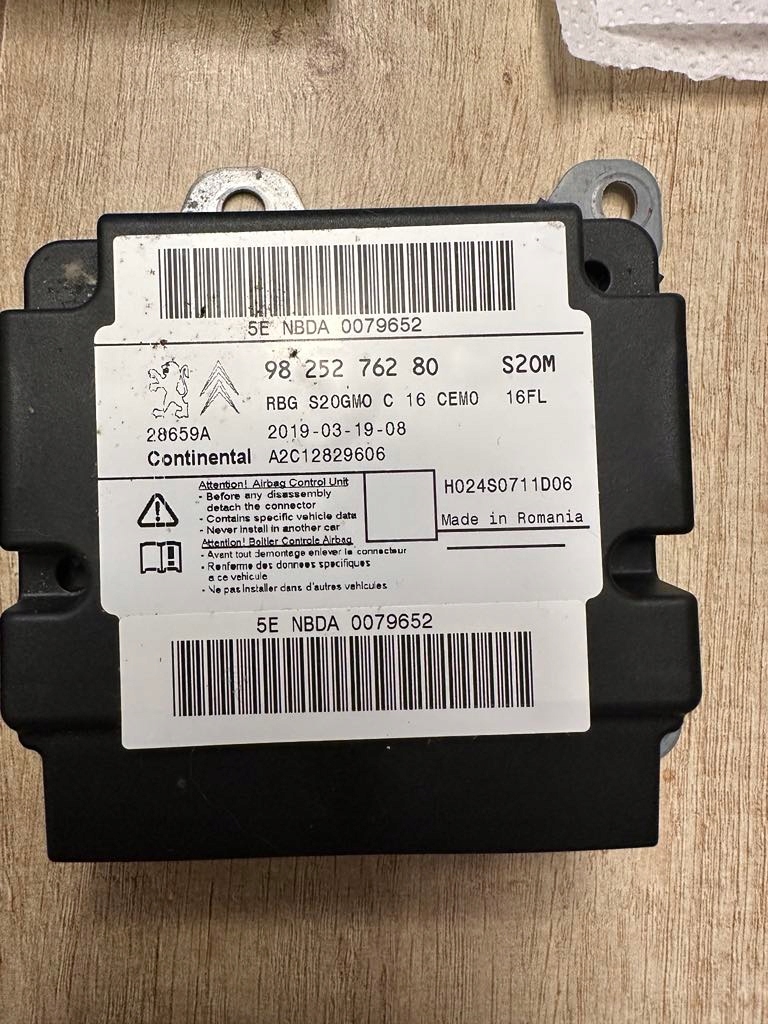 5E NBDA 0079652
98 252 762 80 S20M
RBG S20GMO C 16 CEMO 16FL
28659A 2019-03-19-08
Continental A2C12829606
Attention! Airbag Control Unit
- Before any disassembly
detach the connector
- Contains specific vehicle data
- Never install in another car
Attention! Boîtier Controle Airbag
- Avant tout demontage enlever le connecteur
- Renferme des donnees specifiques
a ce vehicule
- Ne pas installer dans d'autres vehicules
H024S0711D06
Made in Romania
5E NBDA 0079652